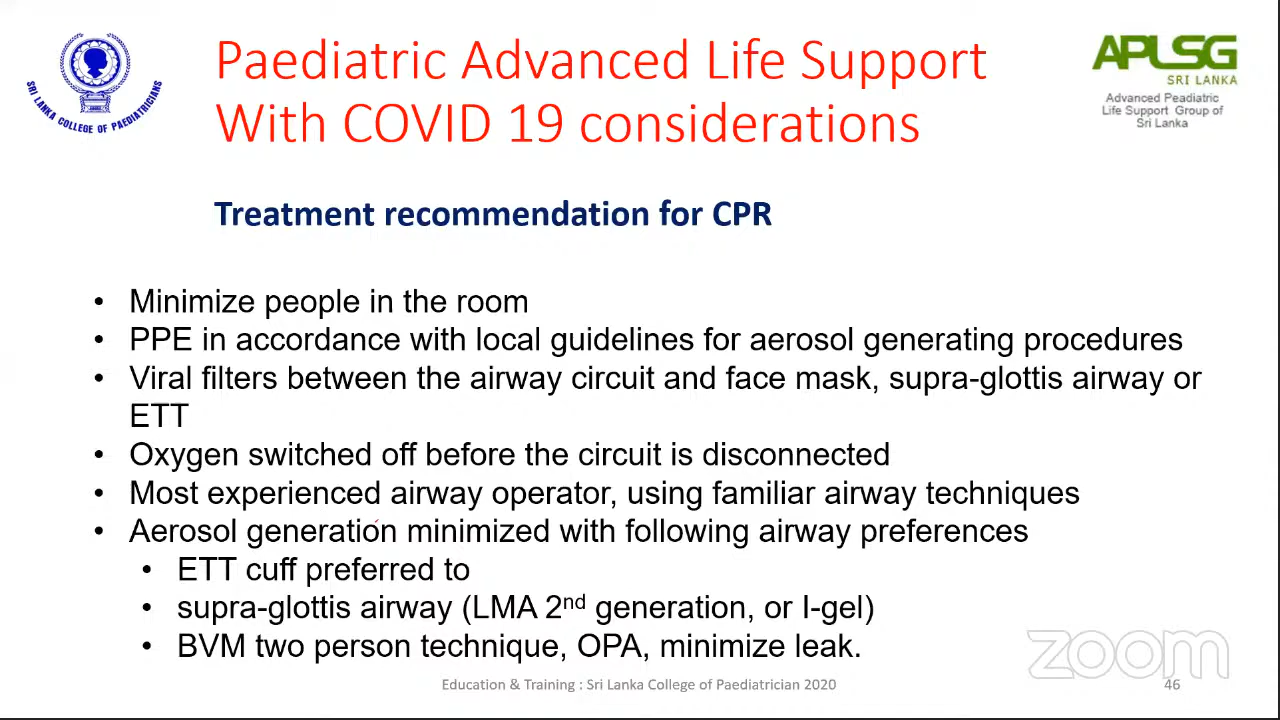 Paediatric Advanced Life Support
With COVID 19 considerations
SRI LANKA COLLEGE OF PAEDIATRICIANS
APLSG
SRI LANKA
Advanced Peadiatric
Life Support Group of
Sri Lanka
Treatment recommendation for CPR
• Minimize people in the room
• PPE in accordance with local guidelines for aerosol generating procedures
• Viral filters between the airway circuit and face mask, supra-glottis airway or
ETT
• Oxygen switched off before the circuit is disconnected
• Most experienced airway operator, using familiar airway techniques
• Aerosol generation minimized with following airway preferences
• ETT cuff preferred to
• supra-glottis airway (LMA 2nd generation, or I-gel)
• BVM two person technique, OPA, minimize leak.
zoom
Education & Training : Sri Lanka College of Paediatrician 2020
46